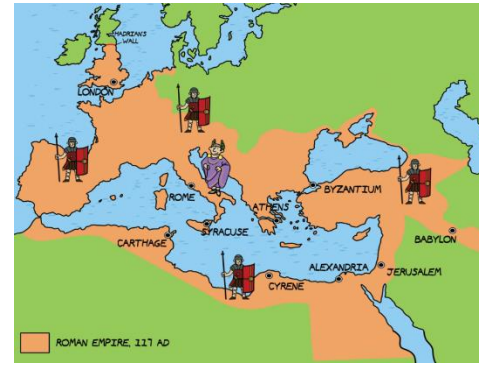 HADRIAN'S
WALL
LONDON
ROME
BYZANTIUM
ATHENS
SYRACUSE
CARTHAGE
BABYLON
ALEXANDRIA
JERUSALEM
CYRENE
ROMAN EMPIRE, 117 AD